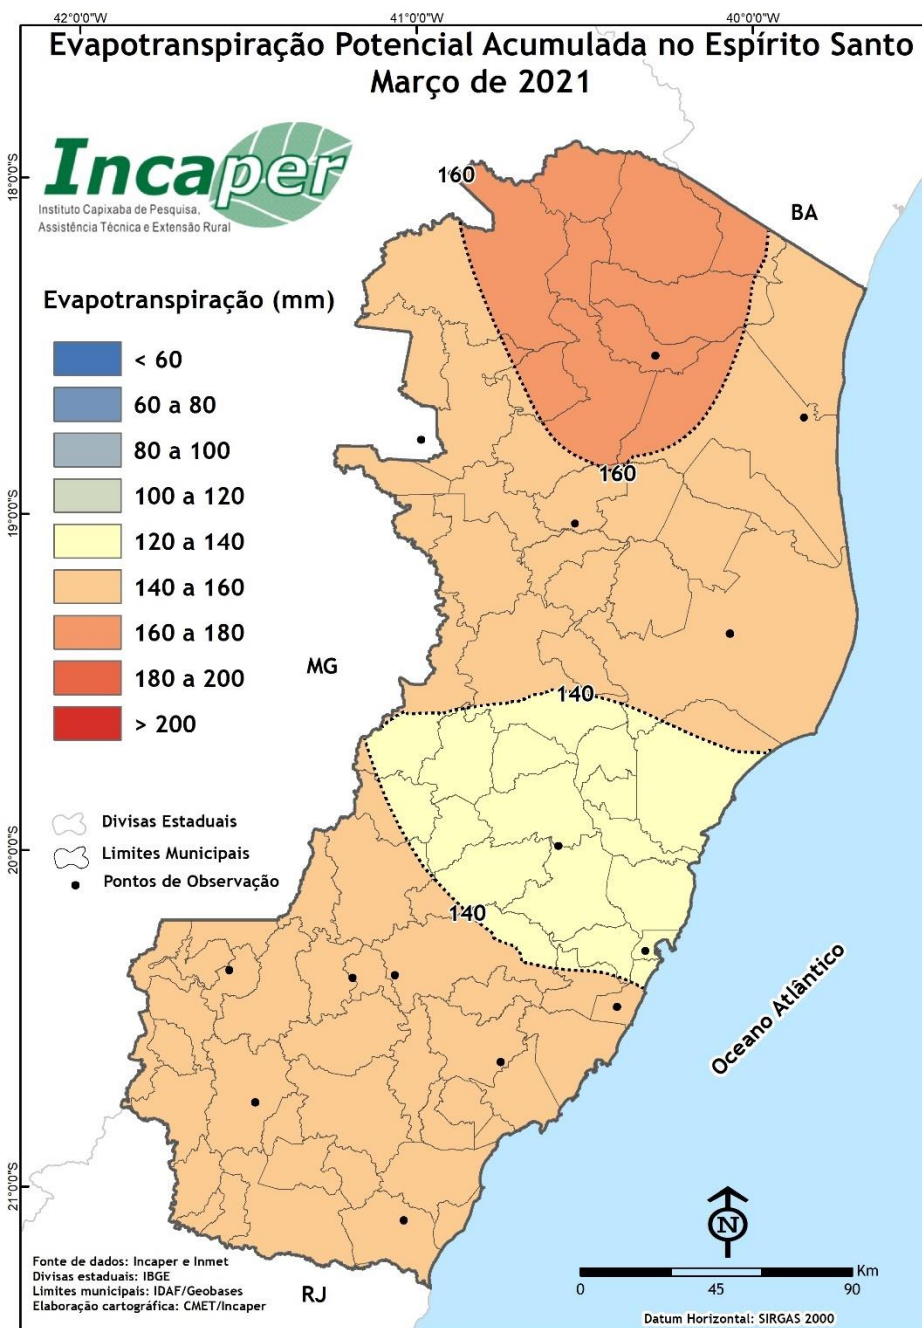 42°0'0"W
41°0'0"W
40°0'0"W
Evapotranspiração Potencial Acumulada no Espírito Santo
Março de 2021
Incaper
Instituto Capixaba de Pesquisa,
Assistência Técnica e Extensão Rural
18°0'0"S
160
BA
Evapotranspiração (mm)
< 60
60 a 80
80 a 100
100 a 120
120 a 140
140 a 160
160 a 180
180 a 200
> 200
160
19°0'0"S
MG
140
Divisas Estaduais
Limites Municipais
Pontos de Observação
20°0'0"S
140
Oceano Atlântico
21°0'0"S
N
Fonte de dados: Incaper e Inmet
Divisas estaduais: IBGE
Limites municipais: IDAF/Geobases
Elaboração cartográfica: CMET/Incaper
RJ
Km
0 45 90
Datum Horizontal: SIRGAS 2000